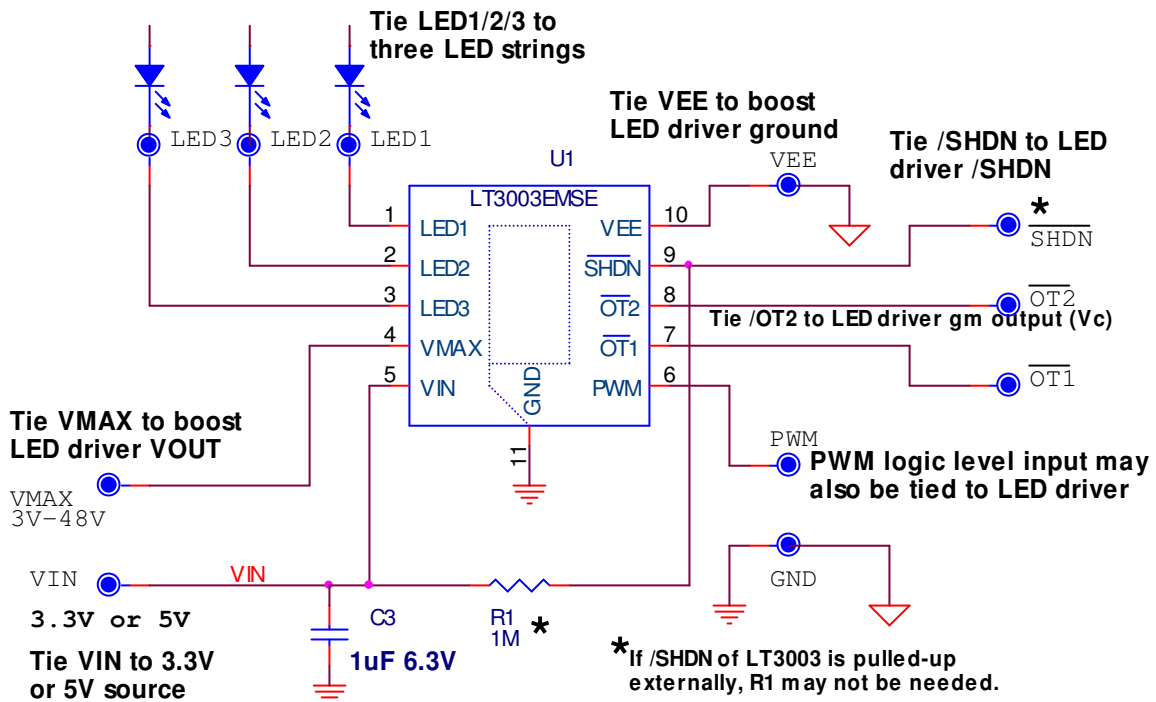 Tie LED1/2/3 to
three LED strings
LED3
LED2
LED1
Tie VEE to boost
LED driver ground
VEE
Tie /SHDN to LED
driver /SHDN
*
SHDN
U1
LT3003EMSE
1
LED1
2
LED2
3
LED3
4
VMAX
5
VIN
10
VEE
9
SHDN
8
OT2
7
OT1
6
PWM
GND
11
OT2
Tie /OT2 to LED driver gm output (Vc)
OT1
Tie VMAX to boost
LED driver VOUT
VMAX
3V-48V
PWM
PWM logic level input may
also be tied to LED driver
GND
VIN
VIN
3.3V or 5V
Tie VIN to 3.3V
or 5V source
C3
1uF 6.3V
R1
1M
*
*If /SHDN of LT3003 is pulled-up
externally, R1 may not be needed.